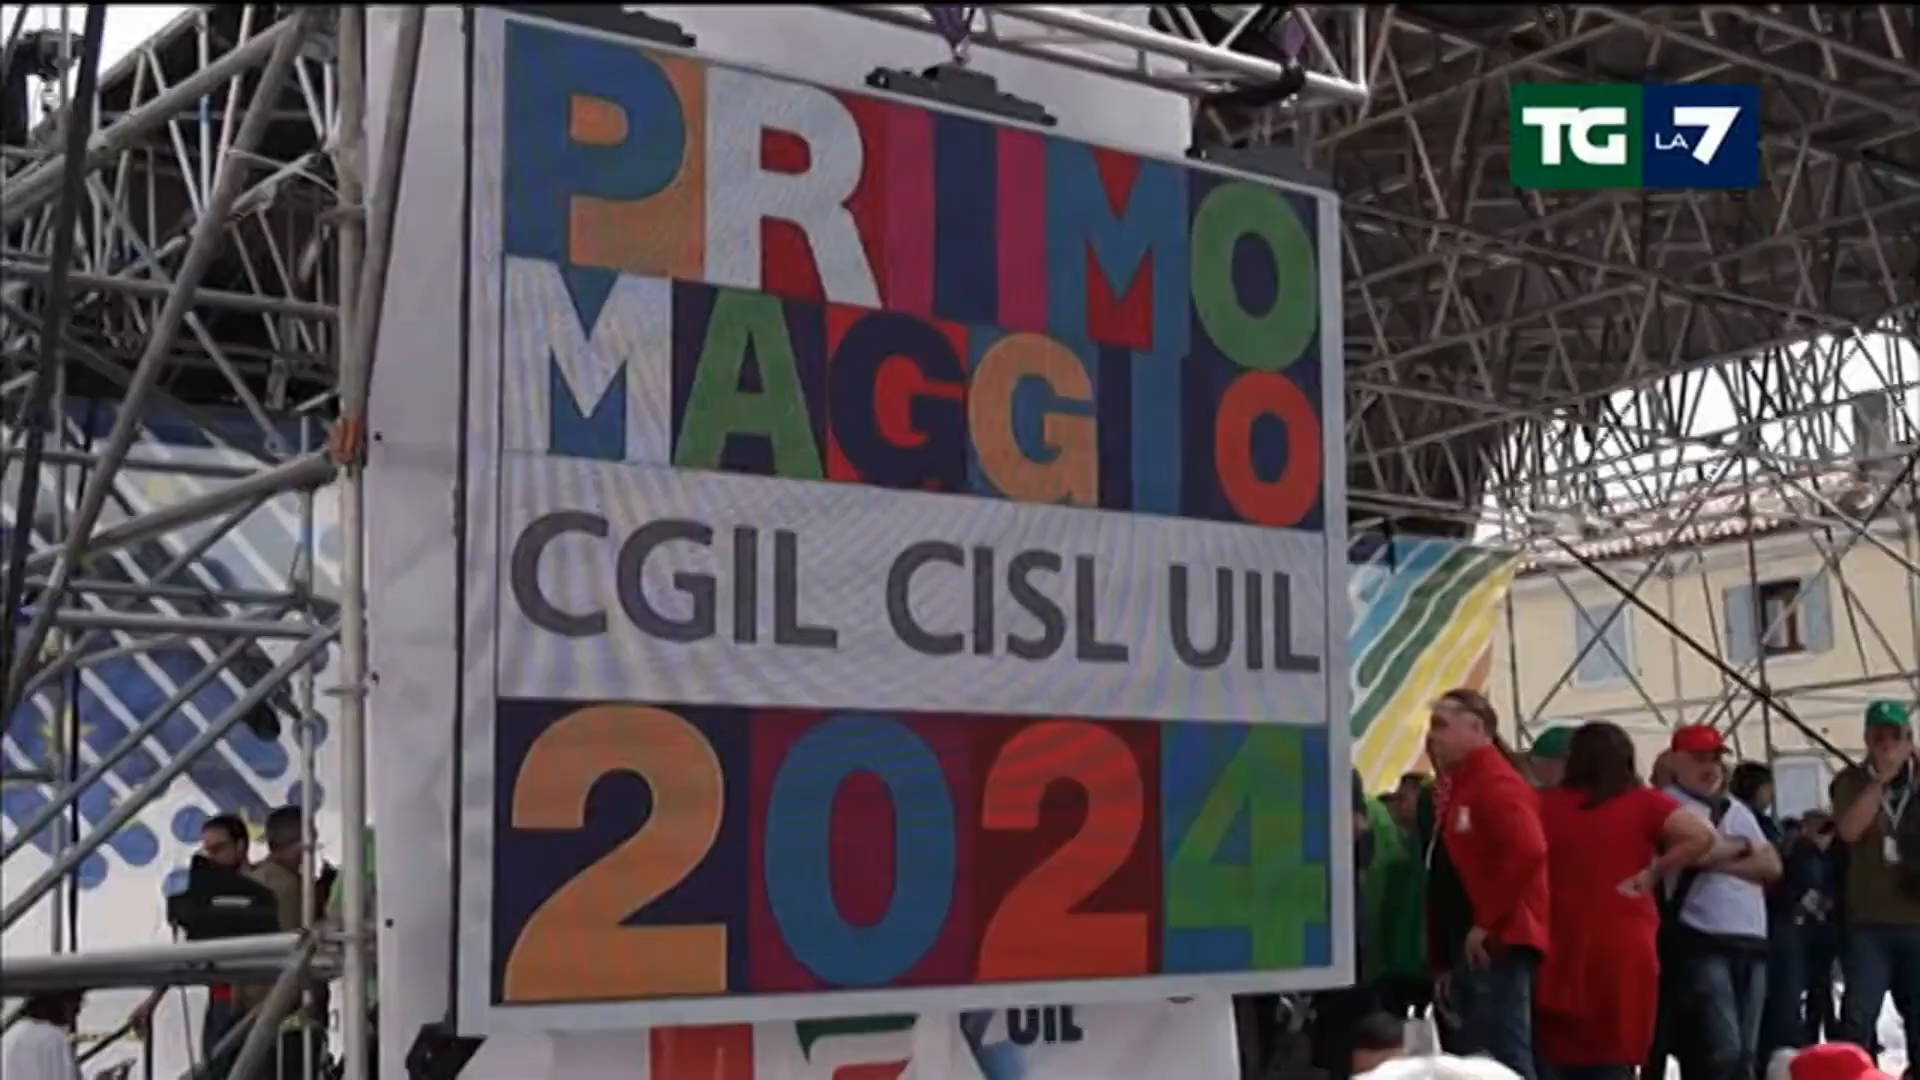 PRIMO
MAGGIO
CGIL CISL UIL
2024
UIL
TG LA7